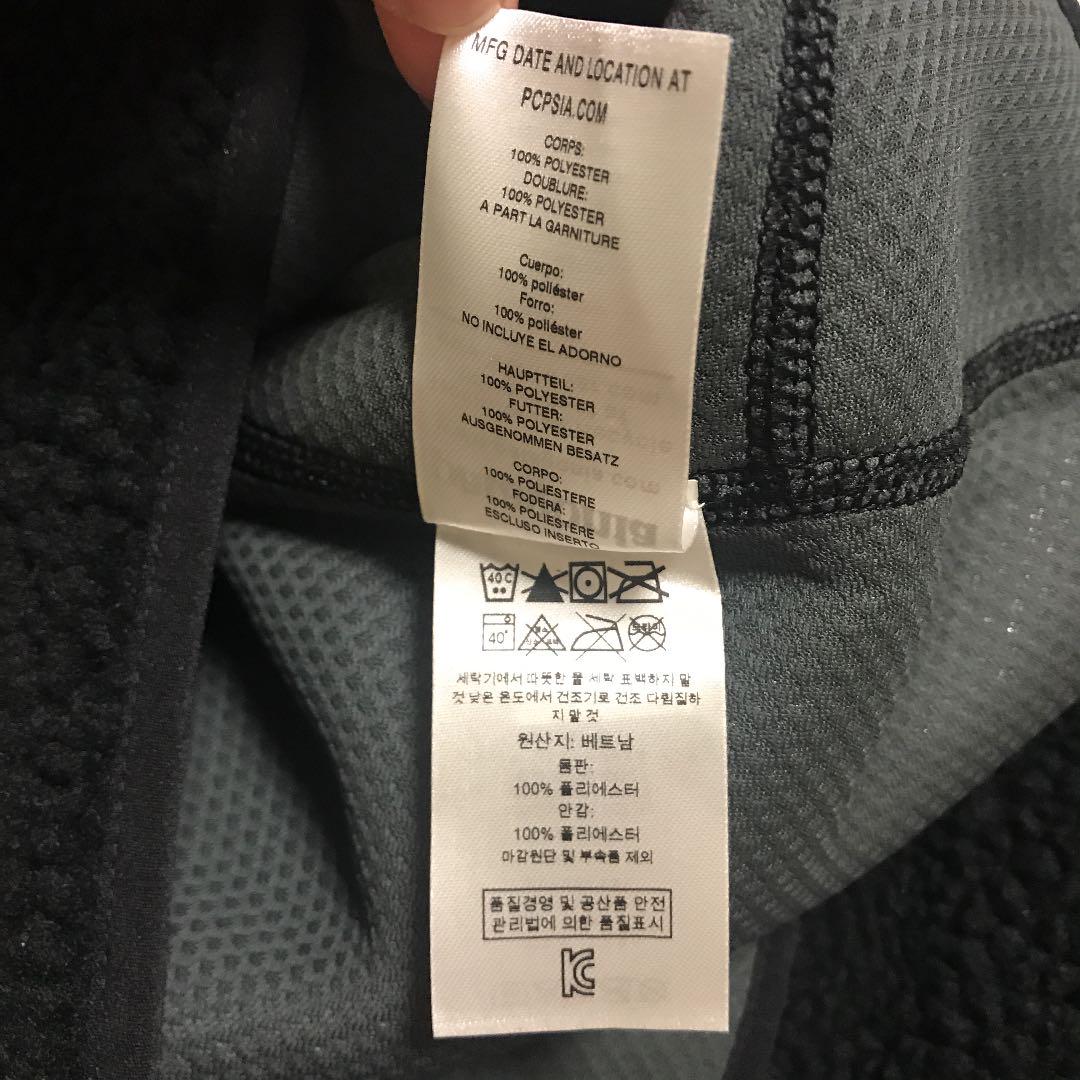 MFG DATE AND LOCATION AT
PCPSIA.COM
CORPS:
100% POLYESTER
DOUBLURE:
100% POLYESTER
A PART LA GARNITURE
Cuerpo:
100% poliéster
Forro:
100% poliéster
NO INCLUYE EL ADORNO
HAUPTTEIL:
100% POLYESTER
FUTTER:
100% POLYESTER
AUSGENOMMEN BESATZ
CORPO:
100% POLIESTERE
FODERA:
100% POLIESTERE
ESCLUSO INSERTO
40 C
40°
세탁기에서 따뜻한 물 세탁 표백하지 말
것 낮은 온도에서 건조기로 건조 다림질하
지 말 것
원산지: 베트남
몸판:
100% 폴리에스터
안감:
100% 폴리에스터
마감원단 및 부속품 제외
품질경영 및 공산품 안전
관리법에 의한 품질표시